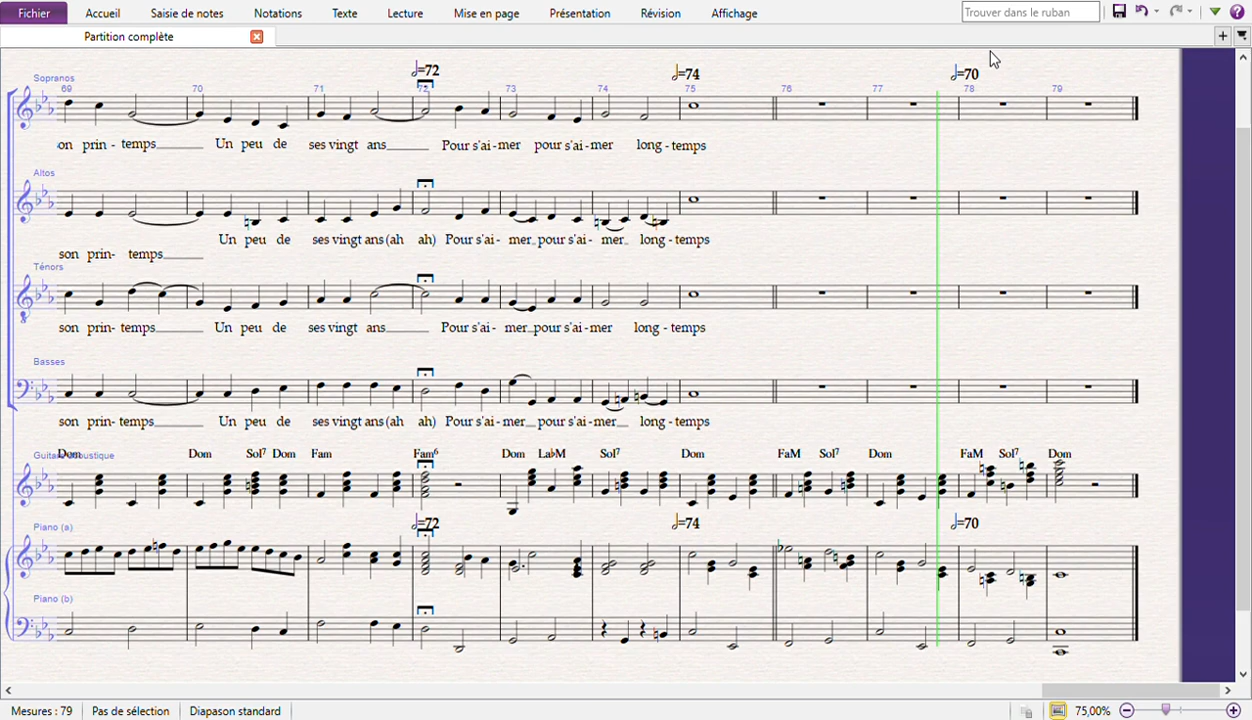 Fichier Accueil Saisie de notes Notations Texte Lecture Mise en page Présentation Révision Affichage Trouver dans le ruban
Partition complète
=72 =74 =70
Sopranos
69 70 71 72 73 74 75 76 77 78 79
son prin - temps Un peu de ses vingt ans Pour s'ai - mer pour s'ai - mer long - temps
Altos
Un peu de ses vingt ans (ah ah) Pour s'ai - mer pour s'ai - mer long - temps
son prin - temps
Ténors
son prin - temps Un peu de ses vingt ans Pour s'ai - mer pour s'ai - mer long - temps
Basses
son prin - temps Un peu de ses vingt ans (ah ah) Pour s'ai - mer pour s'ai - mer long - temps
Dom Dom Sol7 Dom Fam Fam6 Dom LabM Sol7 Dom FaM Sol7 Dom FaM Sol7 Dom
Guitare acoustique
=72 =74 =70
Piano (a)
Piano (b)
Mesures : 79 Pas de sélection Diapason standard 75,00%